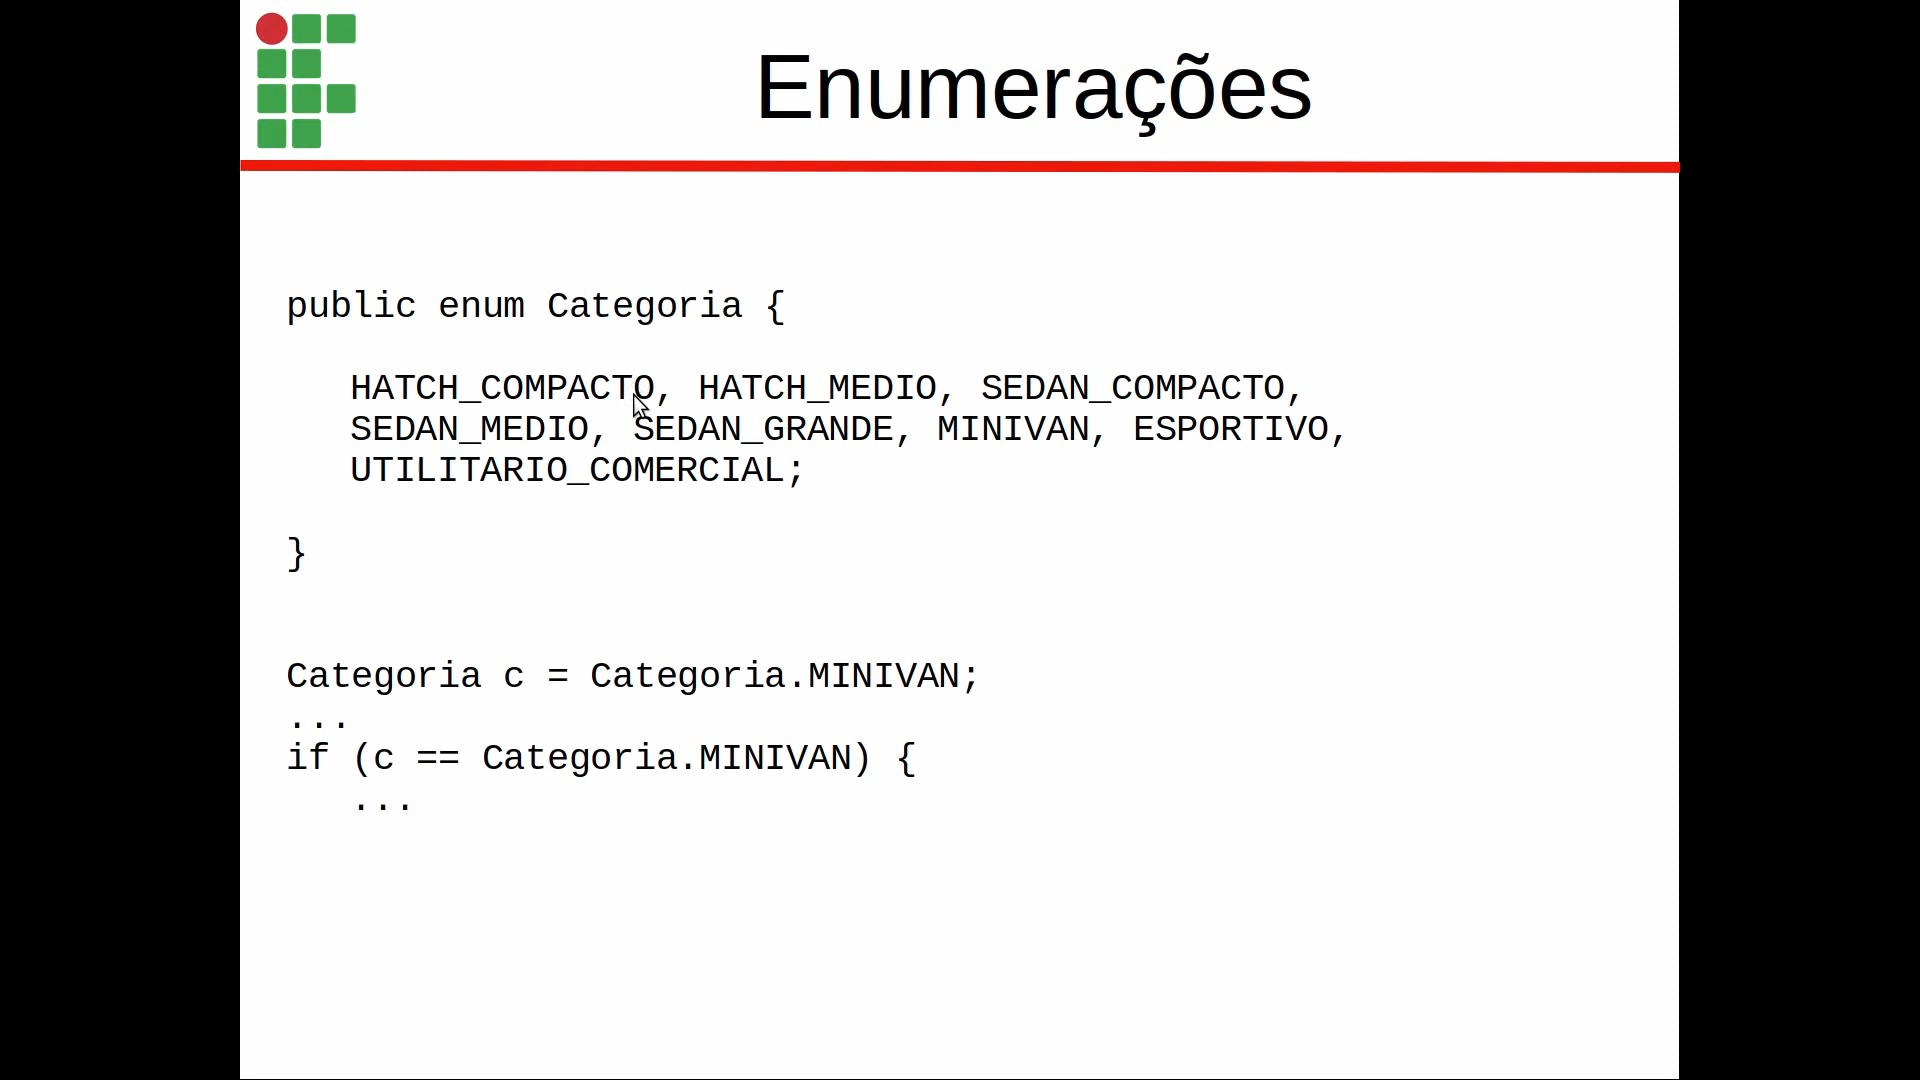 Enumerações
public enum Categoria {
HATCH_COMPACTO, HATCH_MEDIO, SEDAN_COMPACTO,
SEDAN_MEDIO, SEDAN_GRANDE, MINIVAN, ESPORTIVO,
UTILITARIO_COMERCIAL;
}
Categoria c = Categoria.MINIVAN;
...
if (c == Categoria.MINIVAN) {
...